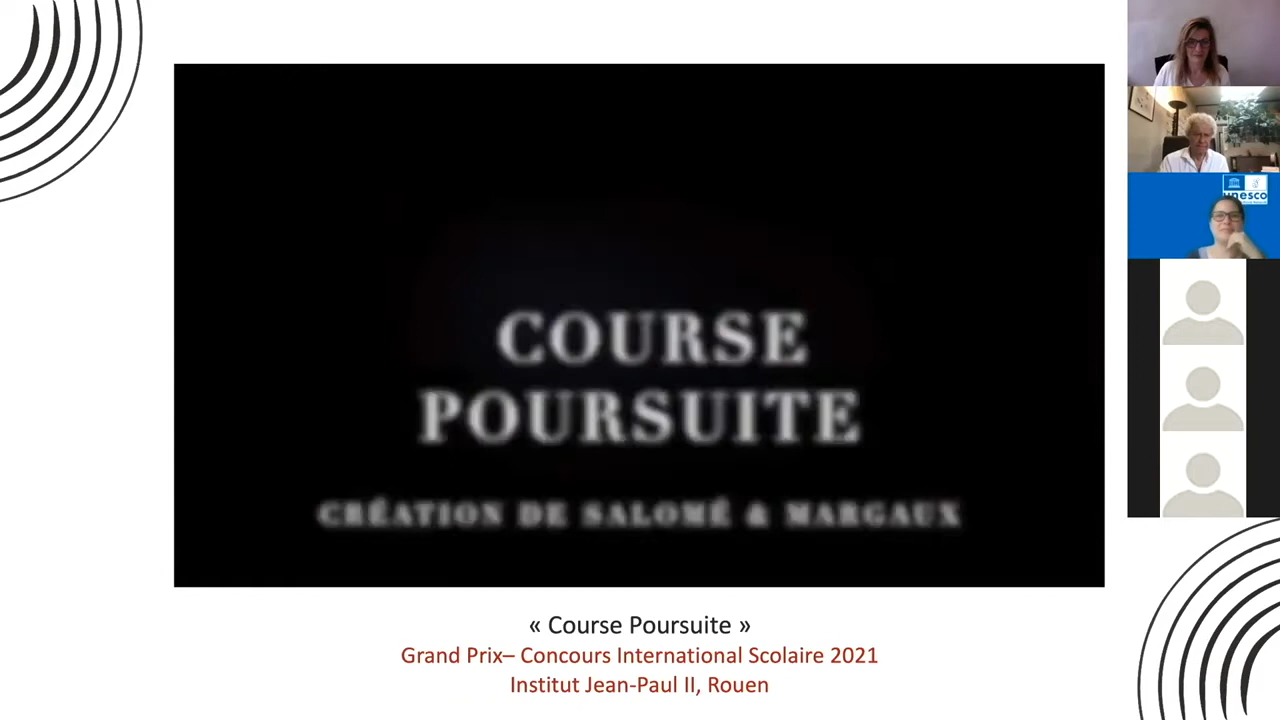 COURSE
POURSUITE
CRÉATION DE SALOMÉ & MARGAUX
« Course Poursuite »
Grand Prix– Concours International Scolaire 2021
Institut Jean-Paul II, Rouen
unesco